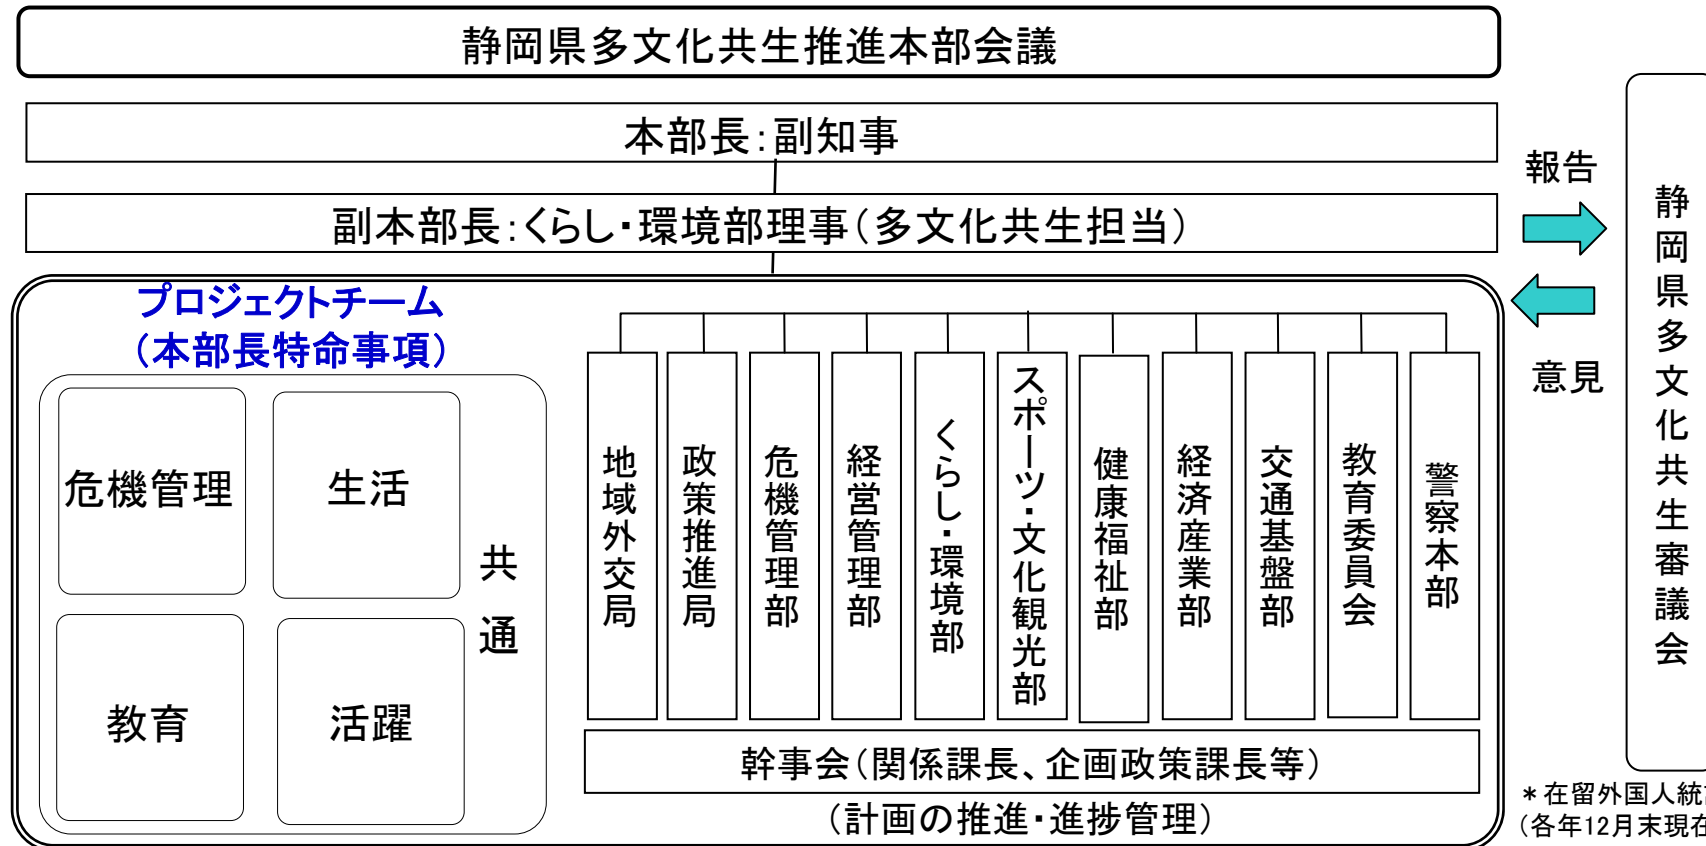 静岡県多文化共生推進本部会議
本部長:副知事
副本部長:くらし・環境部理事(多文化共生担当)
報告
意見
静岡県多文化共生審議会
プロジェクトチーム
(本部長特命事項)
危機管理
生活
教育
活躍
共通
地域外交局
政策推進局
危機管理部
経営管理部
くらし・環境部
スポーツ・文化観光部
健康福祉部
経済産業部
交通基盤部
教育委員会
警察本部
幹事会(関係課長、企画政策課長等)
(計画の推進・進捗管理)
*在留外国人統
(各年12月末現在